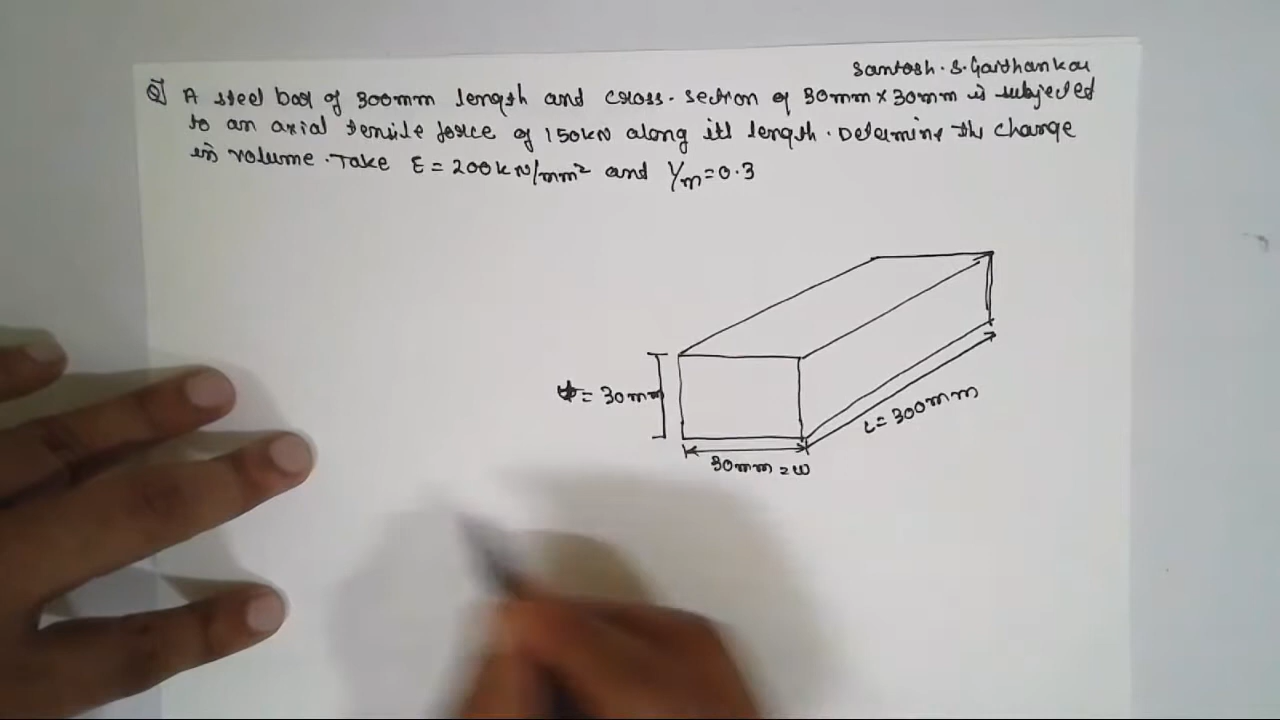 Santosh. S. Garthankar
Q] A steel bar of 300mm length and cross-section of 30mm x 30mm is subjected
to an axial tensile force of 150kN along its length. Determine the change
in volume. Take E = 200kN/mm² and 1/m = 0.3
t = 30mm
L = 300mm
30mm = w